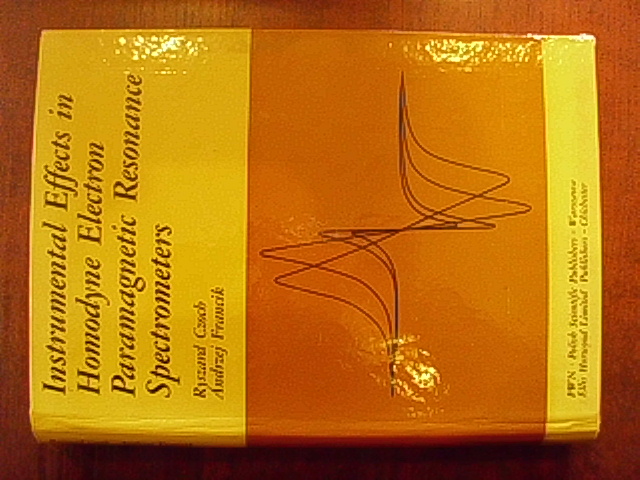 Instrumental Effects in
Homodyne Electron
Paramagnetic Resonance
Spectrometers
Ryszard Czoch
Andrzej Francik
PWN - Polish Scientific Publishers - Warszawa
Ellis Horwood Limited Publishers - Chichester